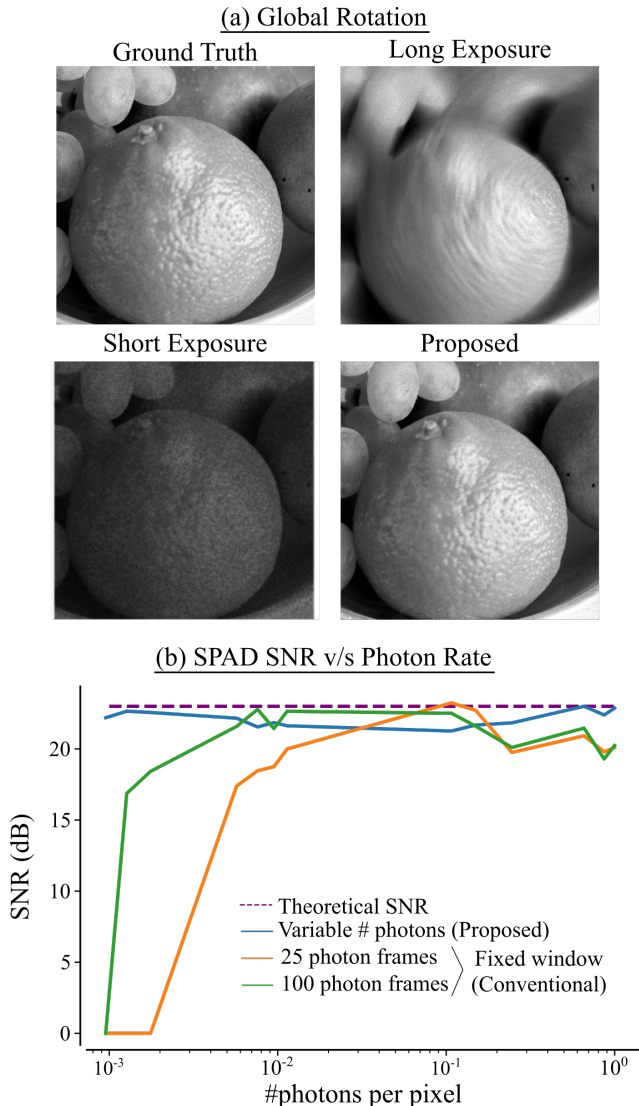 (a) Global Rotation
Ground Truth
Long Exposure
Short Exposure
Proposed
(b) SPAD SNR v/s Photon Rate
SNR (dB)
20
15
10
5
0
Theoretical SNR
Variable # photons (Proposed)
25 photon frames
100 photon frames
Fixed window
(Conventional)
10⁻³
10⁻²
10⁻¹
10⁰
#photons per pixel